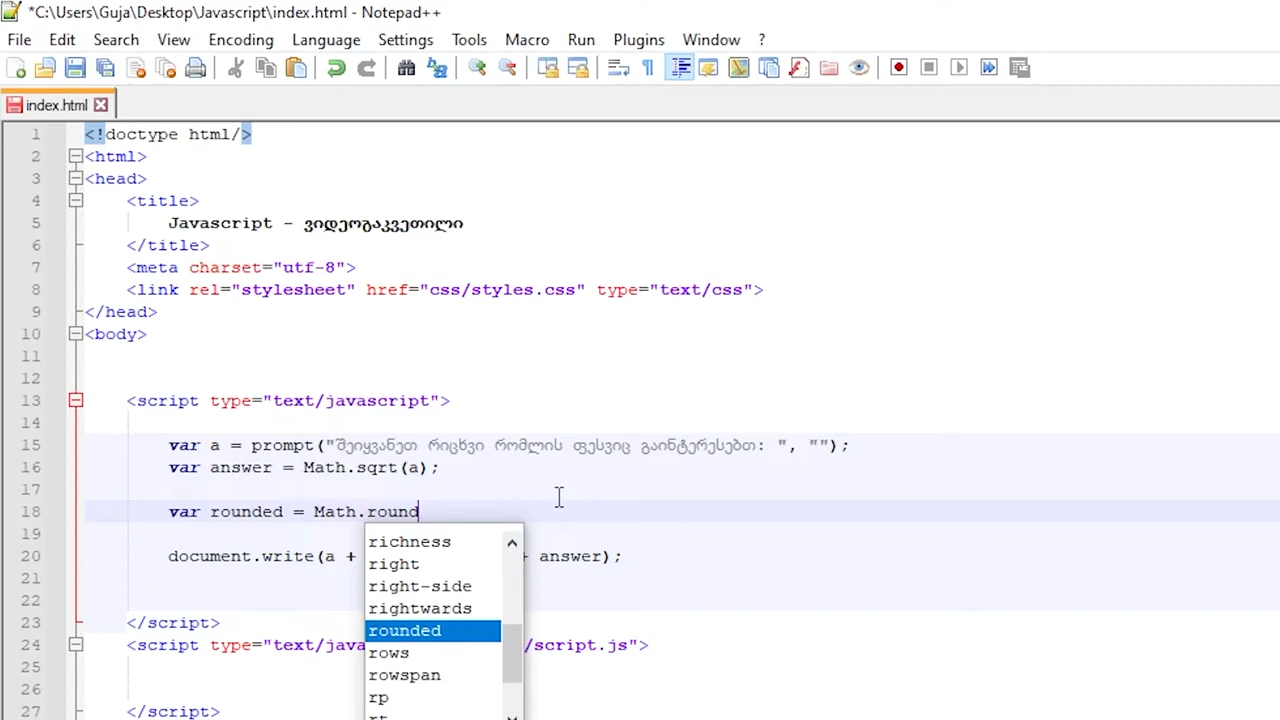 *C:\Users\Guja\Desktop\Javascript\index.html - Notepad++
File Edit Search View Encoding Language Settings Tools Macro Run Plugins Window ?
index.html
1 <!doctype html/>
2 <html>
3 <head>
4 <title>
5 Javascript - ვიდეოგაკვეთილი
6 </title>
7 <meta charset="utf-8">
8 <link rel="stylesheet" href="css/styles.css" type="text/css">
9 </head>
10 <body>
11
12
13 <script type="text/javascript">
14
15 var a = prompt("შეიყვანეთ რიცხვი რომლის ფესვიც გაინტერესებთ: ", "");
16 var answer = Math.sqrt(a);
17
18 var rounded = Math.round
19
20 document.write(a + + answer);
21
22
23 </script>
24 <script type="text/java /script.js">
25
26
27 </script>
richness
right
right-side
rightwards
rounded
rows
rowspan
rp